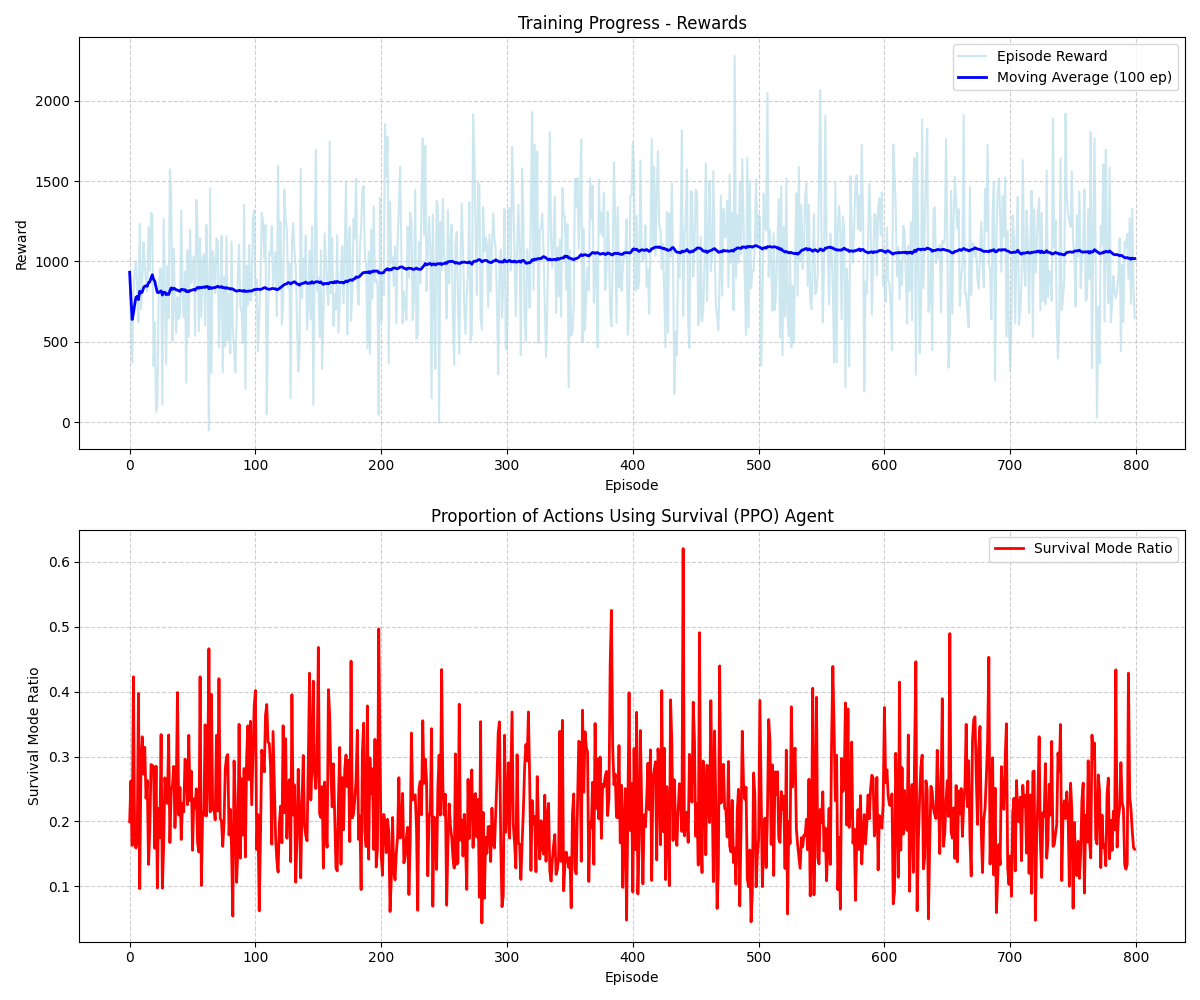 Training Progress - Rewards
Episode Reward
Moving Average (100 ep)
Reward
2000
1500
1000
500
0
0 100 200 300 400 500 600 700 800
Episode
Proportion of Actions Using Survival (PPO) Agent
Survival Mode Ratio
Survival Mode Ratio
0.6
0.5
0.4
0.3
0.2
0.1
0 100 200 300 400 500 600 700 800
Episode